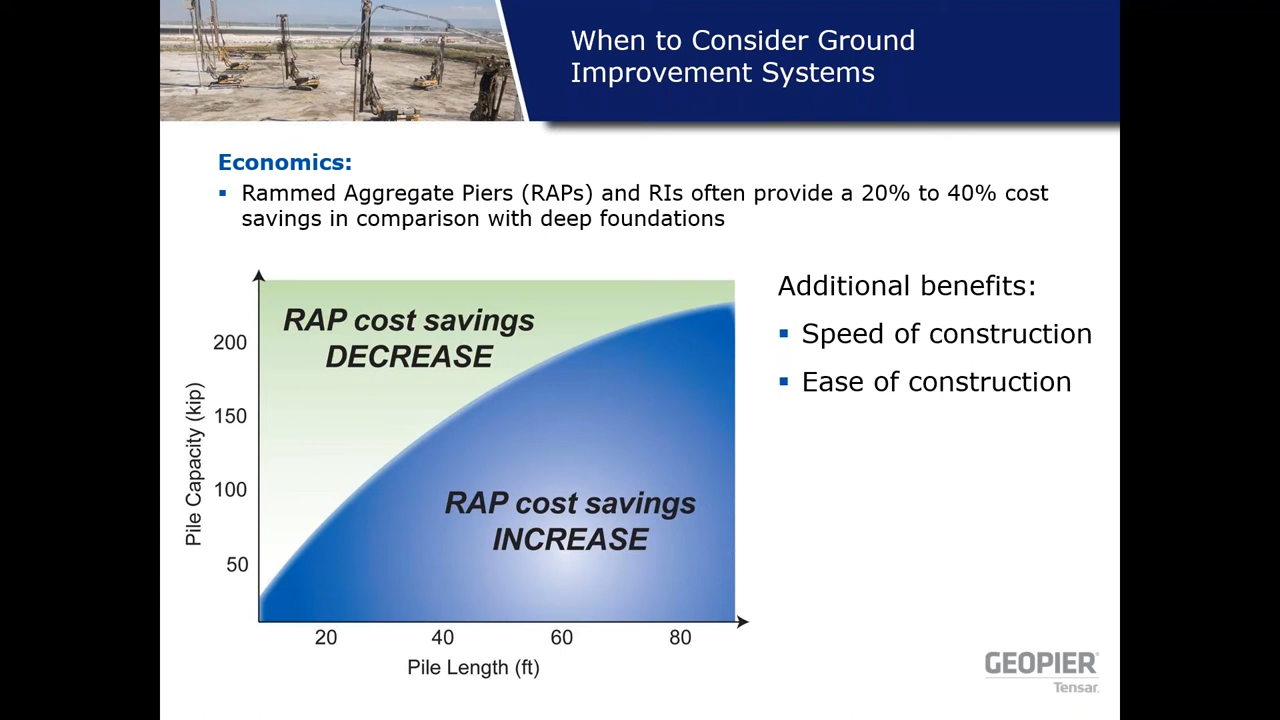 When to Consider Ground
Improvement Systems
Economics:
▪ Rammed Aggregate Piers (RAPs) and RIs often provide a 20% to 40% cost
savings in comparison with deep foundations
RAP cost savings
DECREASE
RAP cost savings
INCREASE
Pile Capacity (kip)
200
150
100
50
20 40 60 80
Pile Length (ft)
Additional benefits:
▪ Speed of construction
▪ Ease of construction
GEOPIER®
Tensar.